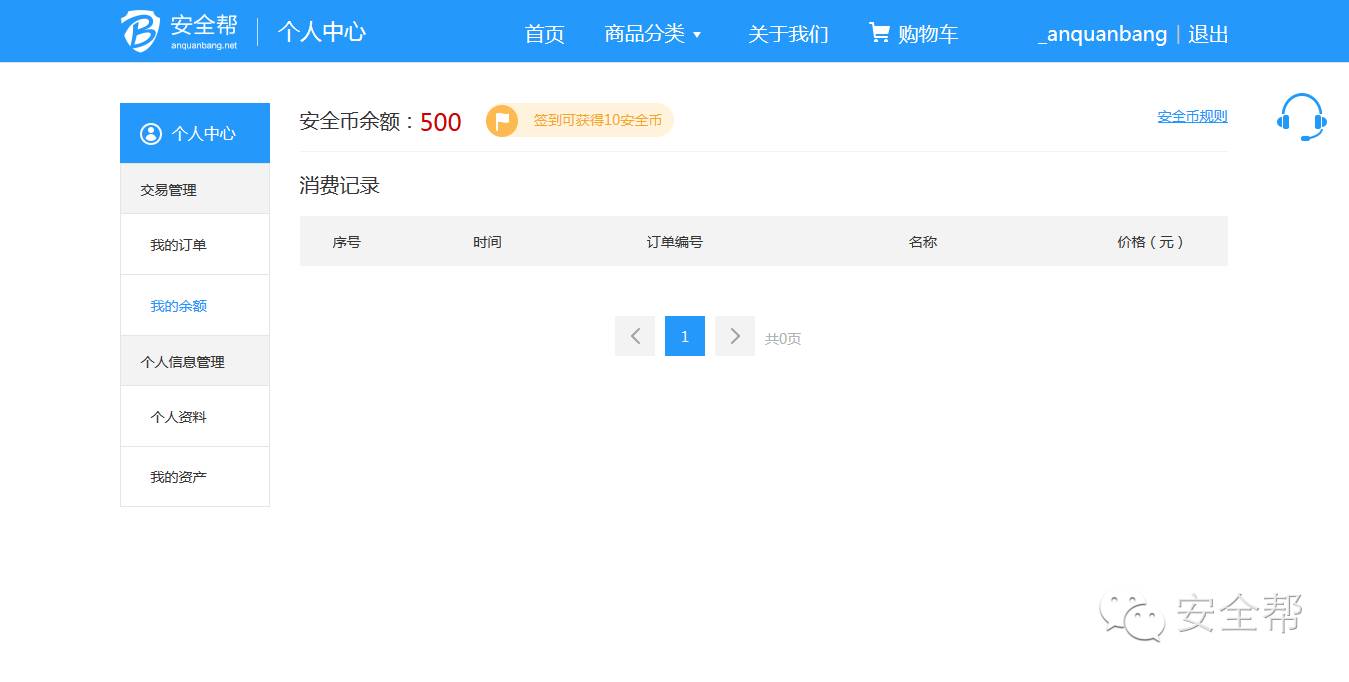 安全帮
anquanbang.net
个人中心
首页 商品分类 关于我们 购物车
_anquanbang 退出
个人中心
交易管理
我的订单
我的余额
个人信息管理
个人资料
我的资产
安全币余额：500
签到可获得10安全币
安全币规则
消费记录
序号 时间 订单编号 名称 价格（元）
1 共0页
安全帮